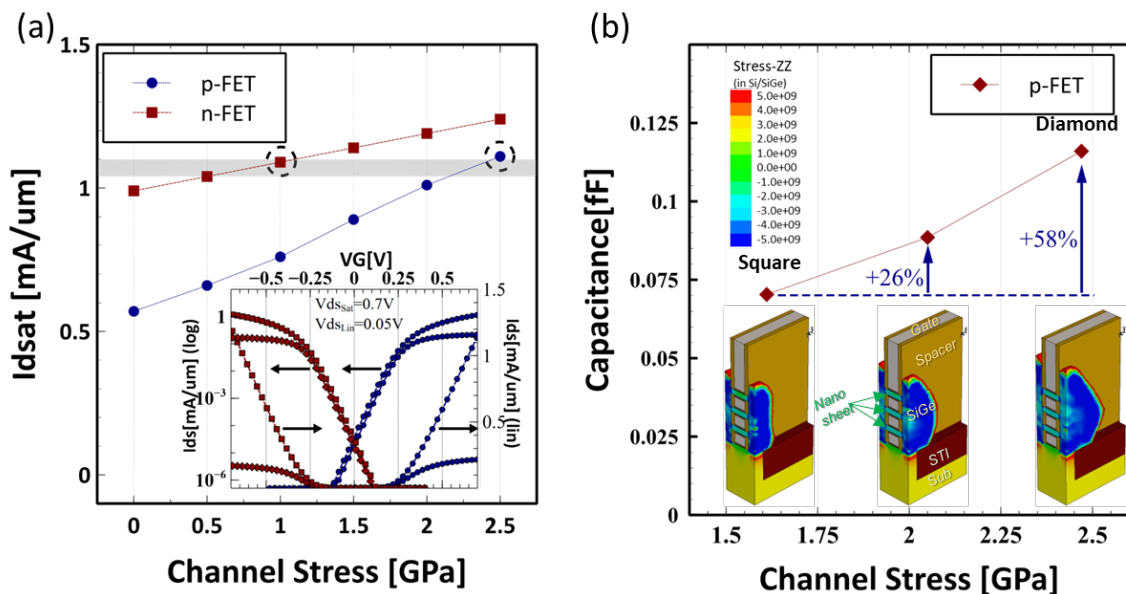 (a)
1.5
1
0.5
0
Idsat [mA/um]
p-FET
n-FET
VG[V]
−0.5 −0.25 0 0.25 0.5
Vds Sat=0.7V
Vds Lin=0.05V
1
10−3
10−6
Ids[mA/um] (log)
1.5
1
0.5
Ids[mA/um] (lin)
0 0.5 1 1.5 2 2.5
Channel Stress [GPa]
(b)
0.125
0.1
0.075
0.050
0.025
0
Capacitance[fF]
Stress-ZZ
(in Si/SiGe)
5.0e+09
4.0e+09
3.0e+09
2.0e+09
1.0e+09
0.0e+00
-1.0e+09
-2.0e+09
-3.0e+09
-4.0e+09
-5.0e+09
p-FET
Diamond
+58%
+26%
Square
Gate
Spacer
Nano
sheet
SiGe
STI
Sub
1.5 1.75 2 2.25 2.5
Channel Stress [GPa]